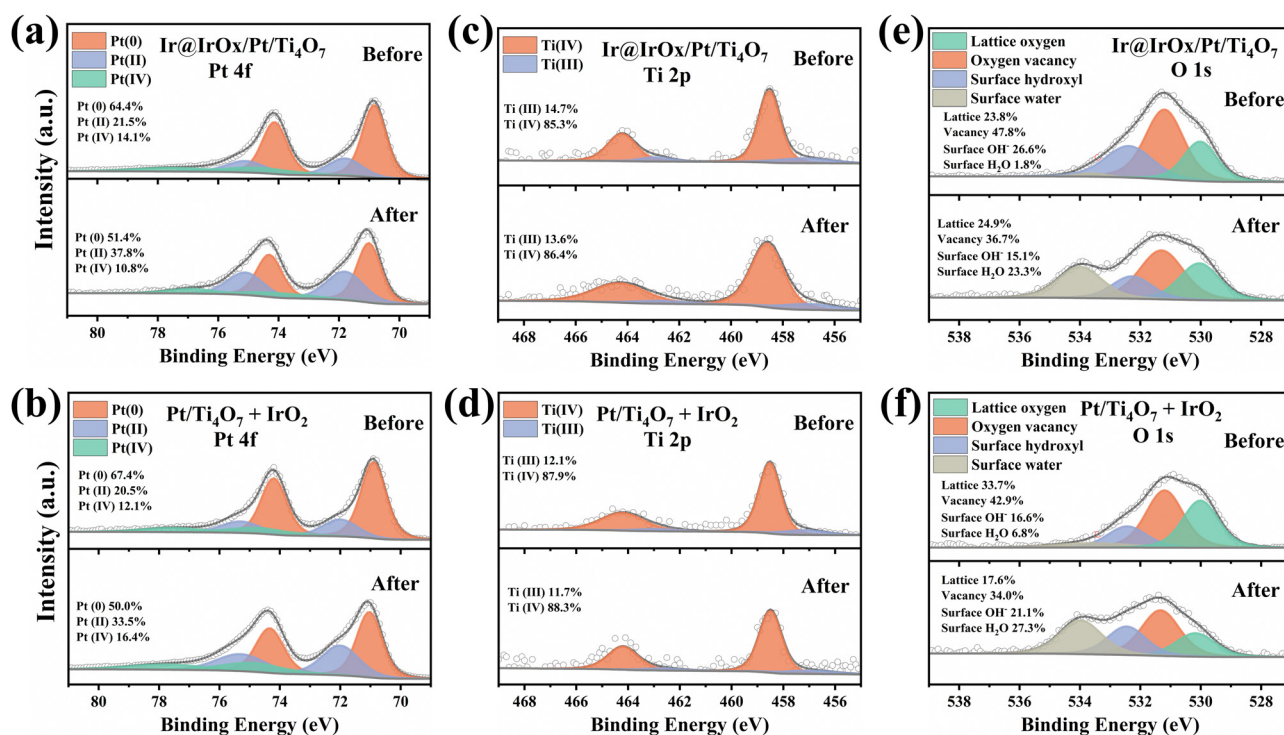 (a)
Pt(0)
Pt(II)
Pt(IV)
Ir@IrOx/Pt/Ti₄O₇
Pt 4f
Before
Pt (0) 64.4%
Pt (II) 21.5%
Pt (IV) 14.1%
After
Pt (0) 51.4%
Pt (II) 37.8%
Pt (IV) 10.8%
Intensity (a.u.)
80 78 76 74 72 70
Binding Energy (eV)
(c)
Ti(IV)
Ti(III)
Ir@IrOx/Pt/Ti₄O₇
Ti 2p
Before
Ti (III) 14.7%
Ti (IV) 85.3%
After
Ti (III) 13.6%
Ti (IV) 86.4%
468 466 464 462 460 458 456
Binding Energy (eV)
(e)
Lattice oxygen
Oxygen vacancy
Surface hydroxyl
Surface water
Ir@IrOx/Pt/Ti₄O₇
O 1s
Before
Lattice 23.8%
Vacancy 47.8%
Surface OH⁻ 26.6%
Surface H₂O 1.8%
After
Lattice 24.9%
Vacancy 36.7%
Surface OH⁻ 15.1%
Surface H₂O 23.3%
538 536 534 532 530 528
Binding Energy (eV)
(b)
Pt(0)
Pt(II)
Pt(IV)
Pt/Ti₄O₇ + IrO₂
Pt 4f
Before
Pt (0) 67.4%
Pt (II) 20.5%
Pt (IV) 12.1%
After
Pt (0) 50.0%
Pt (II) 33.5%
Pt (IV) 16.4%
Intensity (a.u.)
80 78 76 74 72 70
Binding Energy (eV)
(d)
Ti(IV)
Ti(III)
Pt/Ti₄O₇ + IrO₂
Ti 2p
Before
Ti (III) 12.1%
Ti (IV) 87.9%
After
Ti (III) 11.7%
Ti (IV) 88.3%
468 466 464 462 460 458 456
Binding Energy (eV)
(f)
Lattice oxygen
Oxygen vacancy
Surface hydroxyl
Surface water
Pt/Ti₄O₇ + IrO₂
O 1s
Before
Lattice 33.7%
Vacancy 42.9%
Surface OH⁻ 16.6%
Surface H₂O 6.8%
After
Lattice 17.6%
Vacancy 34.0%
Surface OH⁻ 21.1%
Surface H₂O 27.3%
538 536 534 532 530 528
Binding Energy (eV)